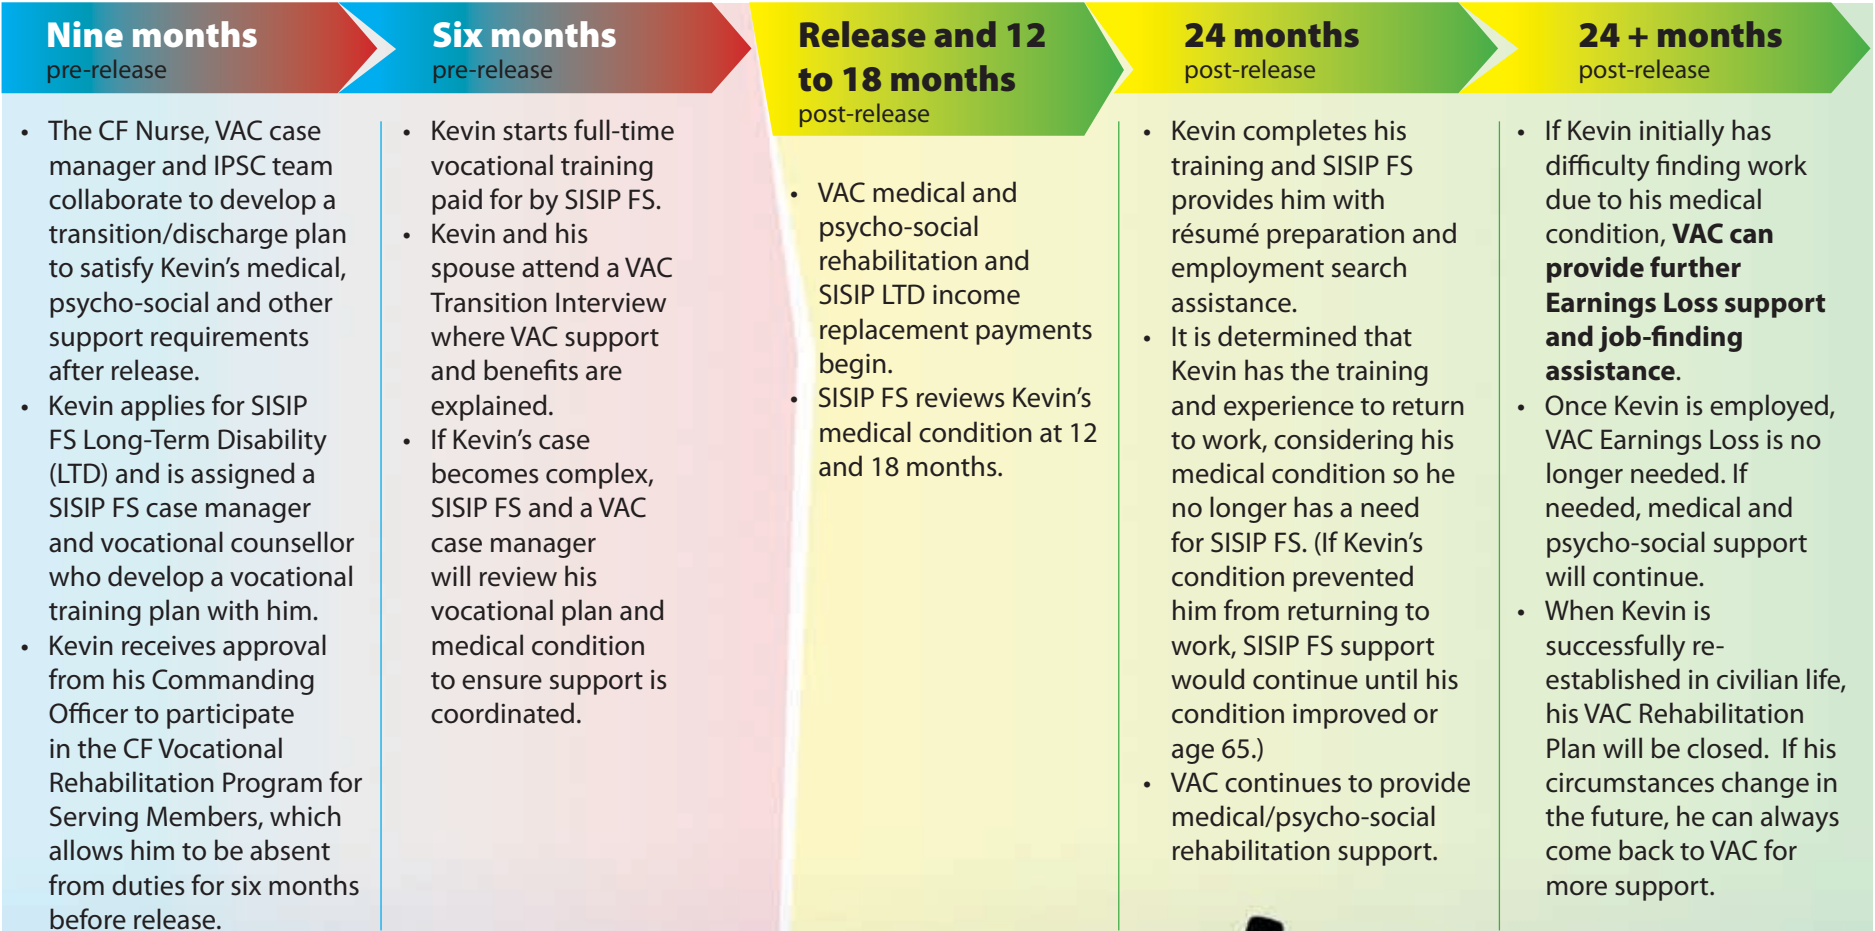 Nine months
pre-release
• The CF Nurse, VAC case
manager and IPSC team
collaborate to develop a
transition/discharge plan
to satisfy Kevin’s medical,
psycho-social and other
support requirements
after release.
• Kevin applies for SISIP
FS Long-Term Disability
(LTD) and is assigned a
SISIP FS case manager
and vocational counsellor
who develop a vocational
training plan with him.
• Kevin receives approval
from his Commanding
Officer to participate
in the CF Vocational
Rehabilitation Program for
Serving Members, which
allows him to be absent
from duties for six months
before release.
Six months
pre-release
• Kevin starts full-time
vocational training
paid for by SISIP FS.
• Kevin and his
spouse attend a VAC
Transition Interview
where VAC support
and benefits are
explained.
• If Kevin’s case
becomes complex,
SISIP FS and a VAC
case manager
will review his
vocational plan and
medical condition
to ensure support is
coordinated.
Release and 12
to 18 months
post-release
• VAC medical and
psycho-social
rehabilitation and
SISIP LTD income
replacement payments
begin.
• SISIP FS reviews Kevin’s
medical condition at 12
and 18 months.
24 months
post-release
• Kevin completes his
training and SISIP FS
provides him with
résumé preparation and
employment search
assistance.
• It is determined that
Kevin has the training
and experience to return
to work, considering his
medical condition so he
no longer has a need
for SISIP FS. (If Kevin’s
condition prevented
him from returning to
work, SISIP FS support
would continue until his
condition improved or
age 65.)
• VAC continues to provide
medical/psycho-social
rehabilitation support.
24 + months
post-release
• If Kevin initially has
difficulty finding work
due to his medical
condition, VAC can
provide further
Earnings Loss support
and job-finding
assistance.
• Once Kevin is employed,
VAC Earnings Loss is no
longer needed. If
needed, medical and
psycho-social support
will continue.
• When Kevin is
successfully re-
established in civilian life,
his VAC Rehabilitation
Plan will be closed. If his
circumstances change in
the future, he can always
come back to VAC for
more support.